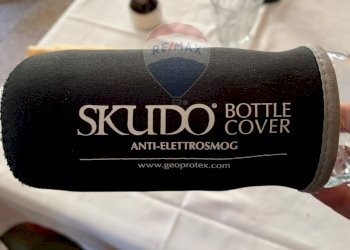 RE/MAX
SKUDO® BOTTLE COVER
ANTI-ELETTROSMOG
www.geoprotex.com